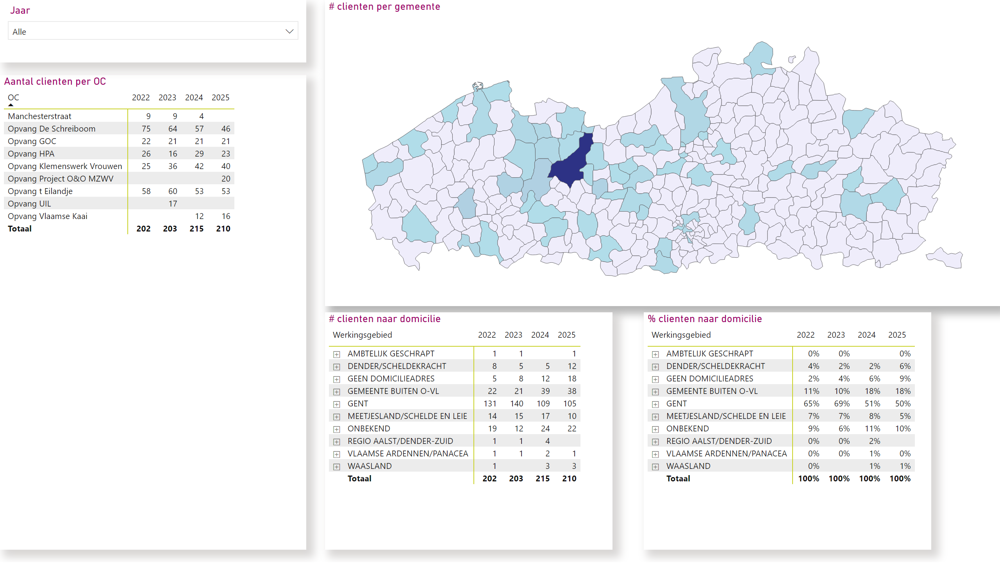 Jaar
Alle
Aantal clienten per OC
OC 2022 2023 2024 2025
Manchesterstraat 9 9 4
Opvang De Schreiboom 75 64 57 46
Opvang GOC 22 21 21 21
Opvang HPA 26 16 29 23
Opvang Klemenswerk Vrouwen 25 36 42 40
Opvang Project O&O MZWV 20
Opvang t Eilandje 58 60 53 53
Opvang UIL 17
Opvang Vlaamse Kaai 12 16
Totaal 202 203 215 210
# clienten per gemeente
# clienten naar domicilie
Werkingsgebied 2022 2023 2024 2025
AMBTELIJK GESCHRAPT 1 1 1
DENDER/SCHELDEKRACHT 8 5 5 12
GEEN DOMICILIEADRES 5 8 12 18
GEMEENTE BUITEN O-VL 22 21 39 38
GENT 131 140 109 105
MEETJESLAND/SCHELDE EN LEIE 14 15 17 10
ONBEKEND 19 12 24 22
REGIO AALST/DENDER-ZUID 1 1 4
VLAAMSE ARDENNEN/PANACEA 1 1 2 1
WAASLAND 1 3 3
Totaal 202 203 215 210
% clienten naar domicilie
Werkingsgebied 2022 2023 2024 2025
AMBTELIJK GESCHRAPT 0% 0% 0%
DENDER/SCHELDEKRACHT 4% 2% 2% 6%
GEEN DOMICILIEADRES 2% 4% 6% 9%
GEMEENTE BUITEN O-VL 11% 10% 18% 18%
GENT 65% 69% 51% 50%
MEETJESLAND/SCHELDE EN LEIE 7% 7% 8% 5%
ONBEKEND 9% 6% 11% 10%
REGIO AALST/DENDER-ZUID 0% 0% 2%
VLAAMSE ARDENNEN/PANACEA 0% 0% 1% 0%
WAASLAND 0% 1% 1%
Totaal 100% 100% 100% 100%